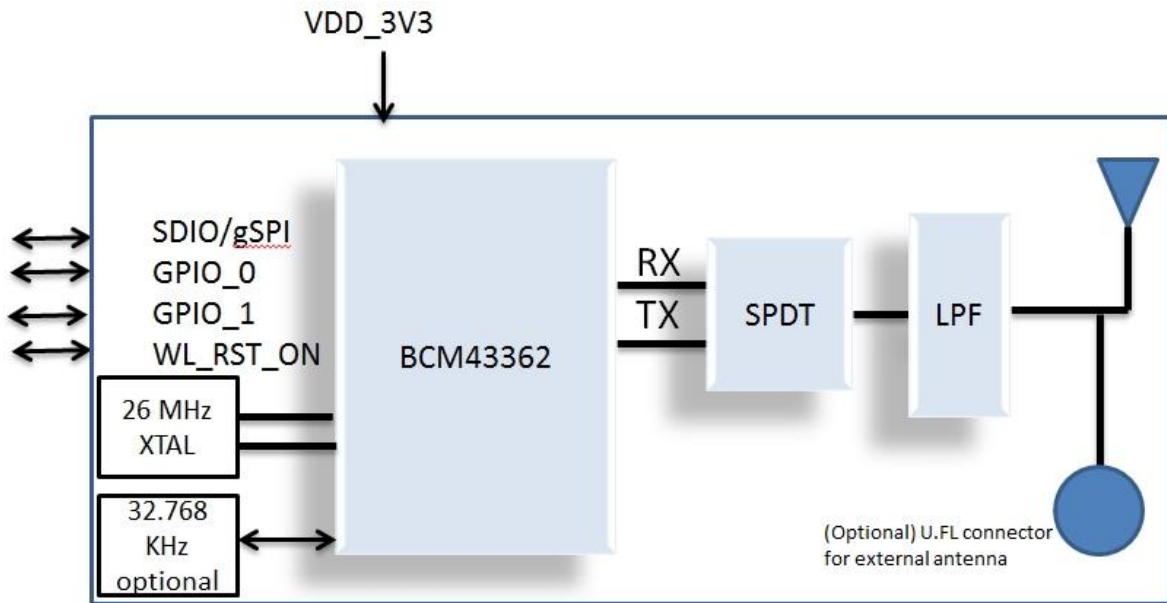 VDD_3V3
SDIO/gSPI
GPIO_0
GPIO_1
WL_RST_ON
26 MHz
XTAL
32.768
KHz
optional
BCM43362
RX
TX
SPDT
LPF
(Optional) U.FL connector
for external antenna